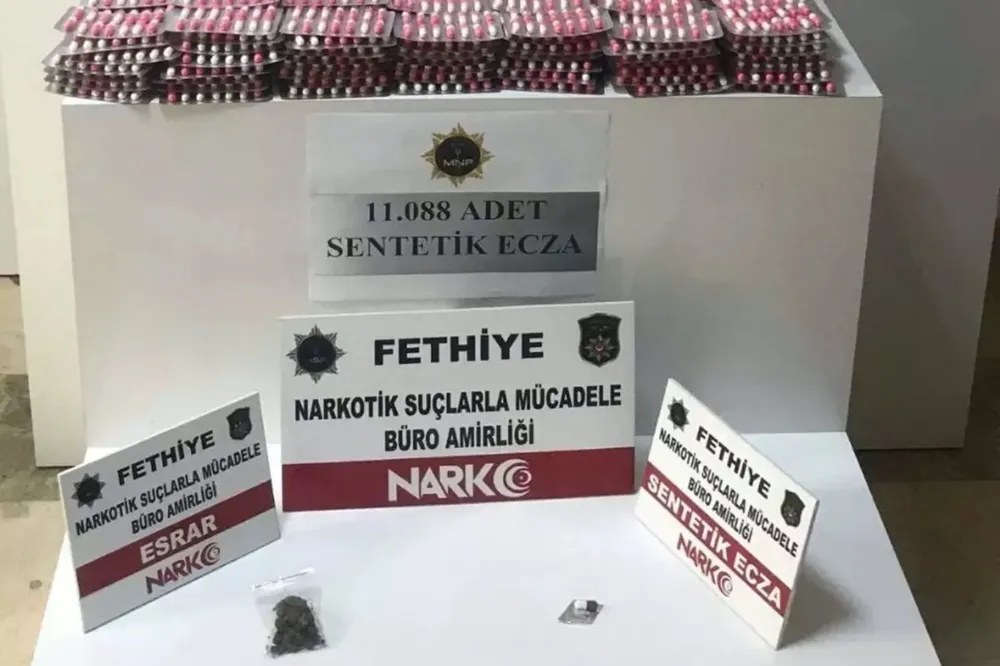 MNP
11.088 ADET
SENTETİK ECZA
FETHİYE
NARKOTİK SUÇLARLA MÜCADELE
BÜRO AMİRLİĞİ
NARKO
FETHİYE
NARKOTİK SUÇLARLA MÜCADELE
BÜRO AMİRLİĞİ
ESRAR
NARKO
FETHİYE
NARKOTİK SUÇLARLA MÜCADELE
BÜRO AMİRLİĞİ
SENTETİK ECZA
NARKO